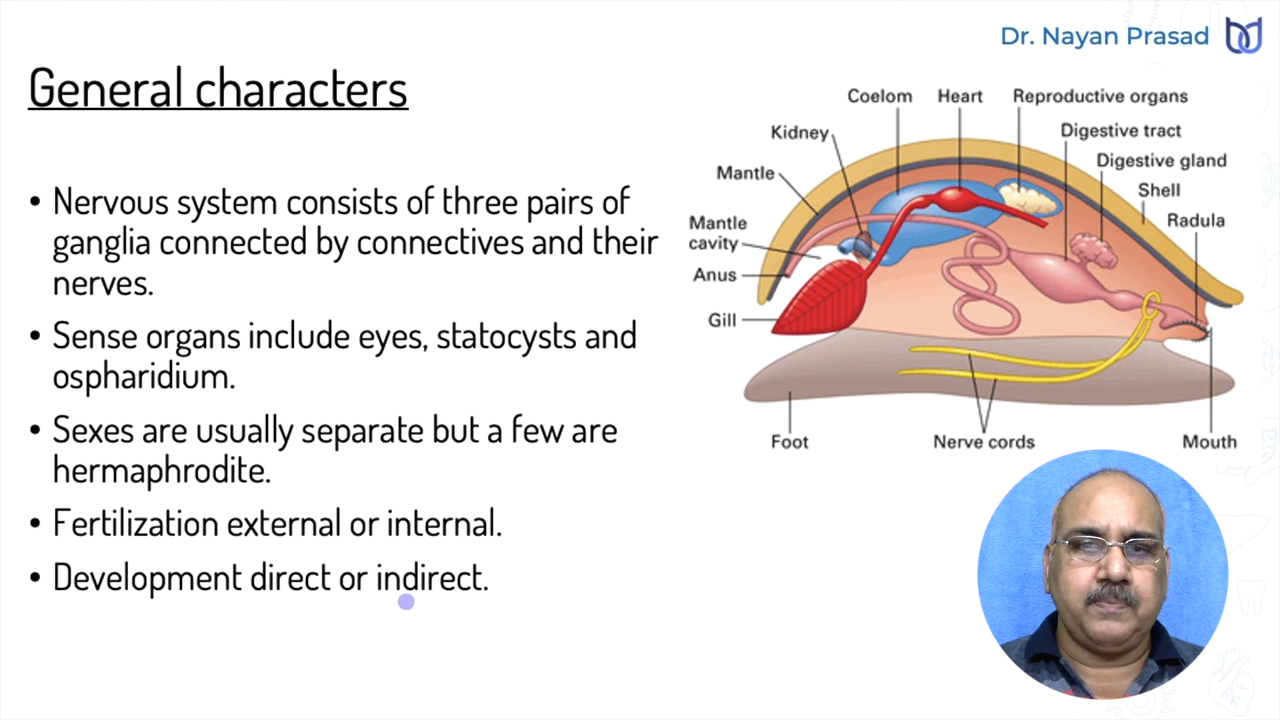 Dr. Nayan Prasad
General characters
• Nervous system consists of three pairs of
ganglia connected by connectives and their
nerves.
• Sense organs include eyes, statocysts and
ospharidium.
• Sexes are usually separate but a few are
hermaphrodite.
• Fertilization external or internal.
• Development direct or indirect.
Coelom
Heart
Reproductive organs
Kidney
Digestive tract
Digestive gland
Mantle
Shell
Mantle
cavity
Radula
Anus
Gill
Foot
Nerve cords
Mouth